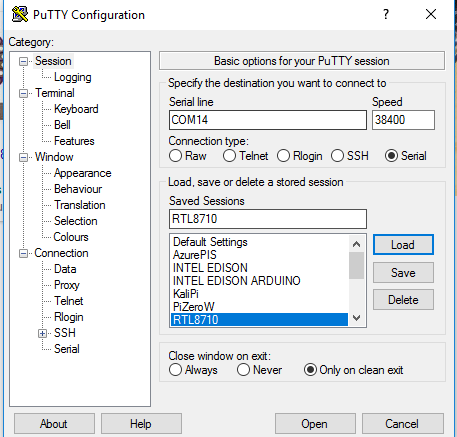 PuTTY Configuration
?
Category:
Session
Logging
Terminal
Keyboard
Bell
Features
Window
Appearance
Behaviour
Translation
Selection
Colours
Connection
Data
Proxy
Telnet
Rlogin
SSH
Serial
Basic options for your PuTTY session
Specify the destination you want to connect to
Serial line Speed
COM14 38400
Connection type:
Raw Telnet Rlogin SSH Serial
Load, save or delete a stored session
Saved Sessions
RTL8710
Default Settings
AzurePIS
INTEL EDISON
INTEL EDISON ARDUINO
KaliPi
PiZeroW
RTL8710
Load
Save
Delete
Close window on exit:
Always Never Only on clean exit
About Help Open Cancel